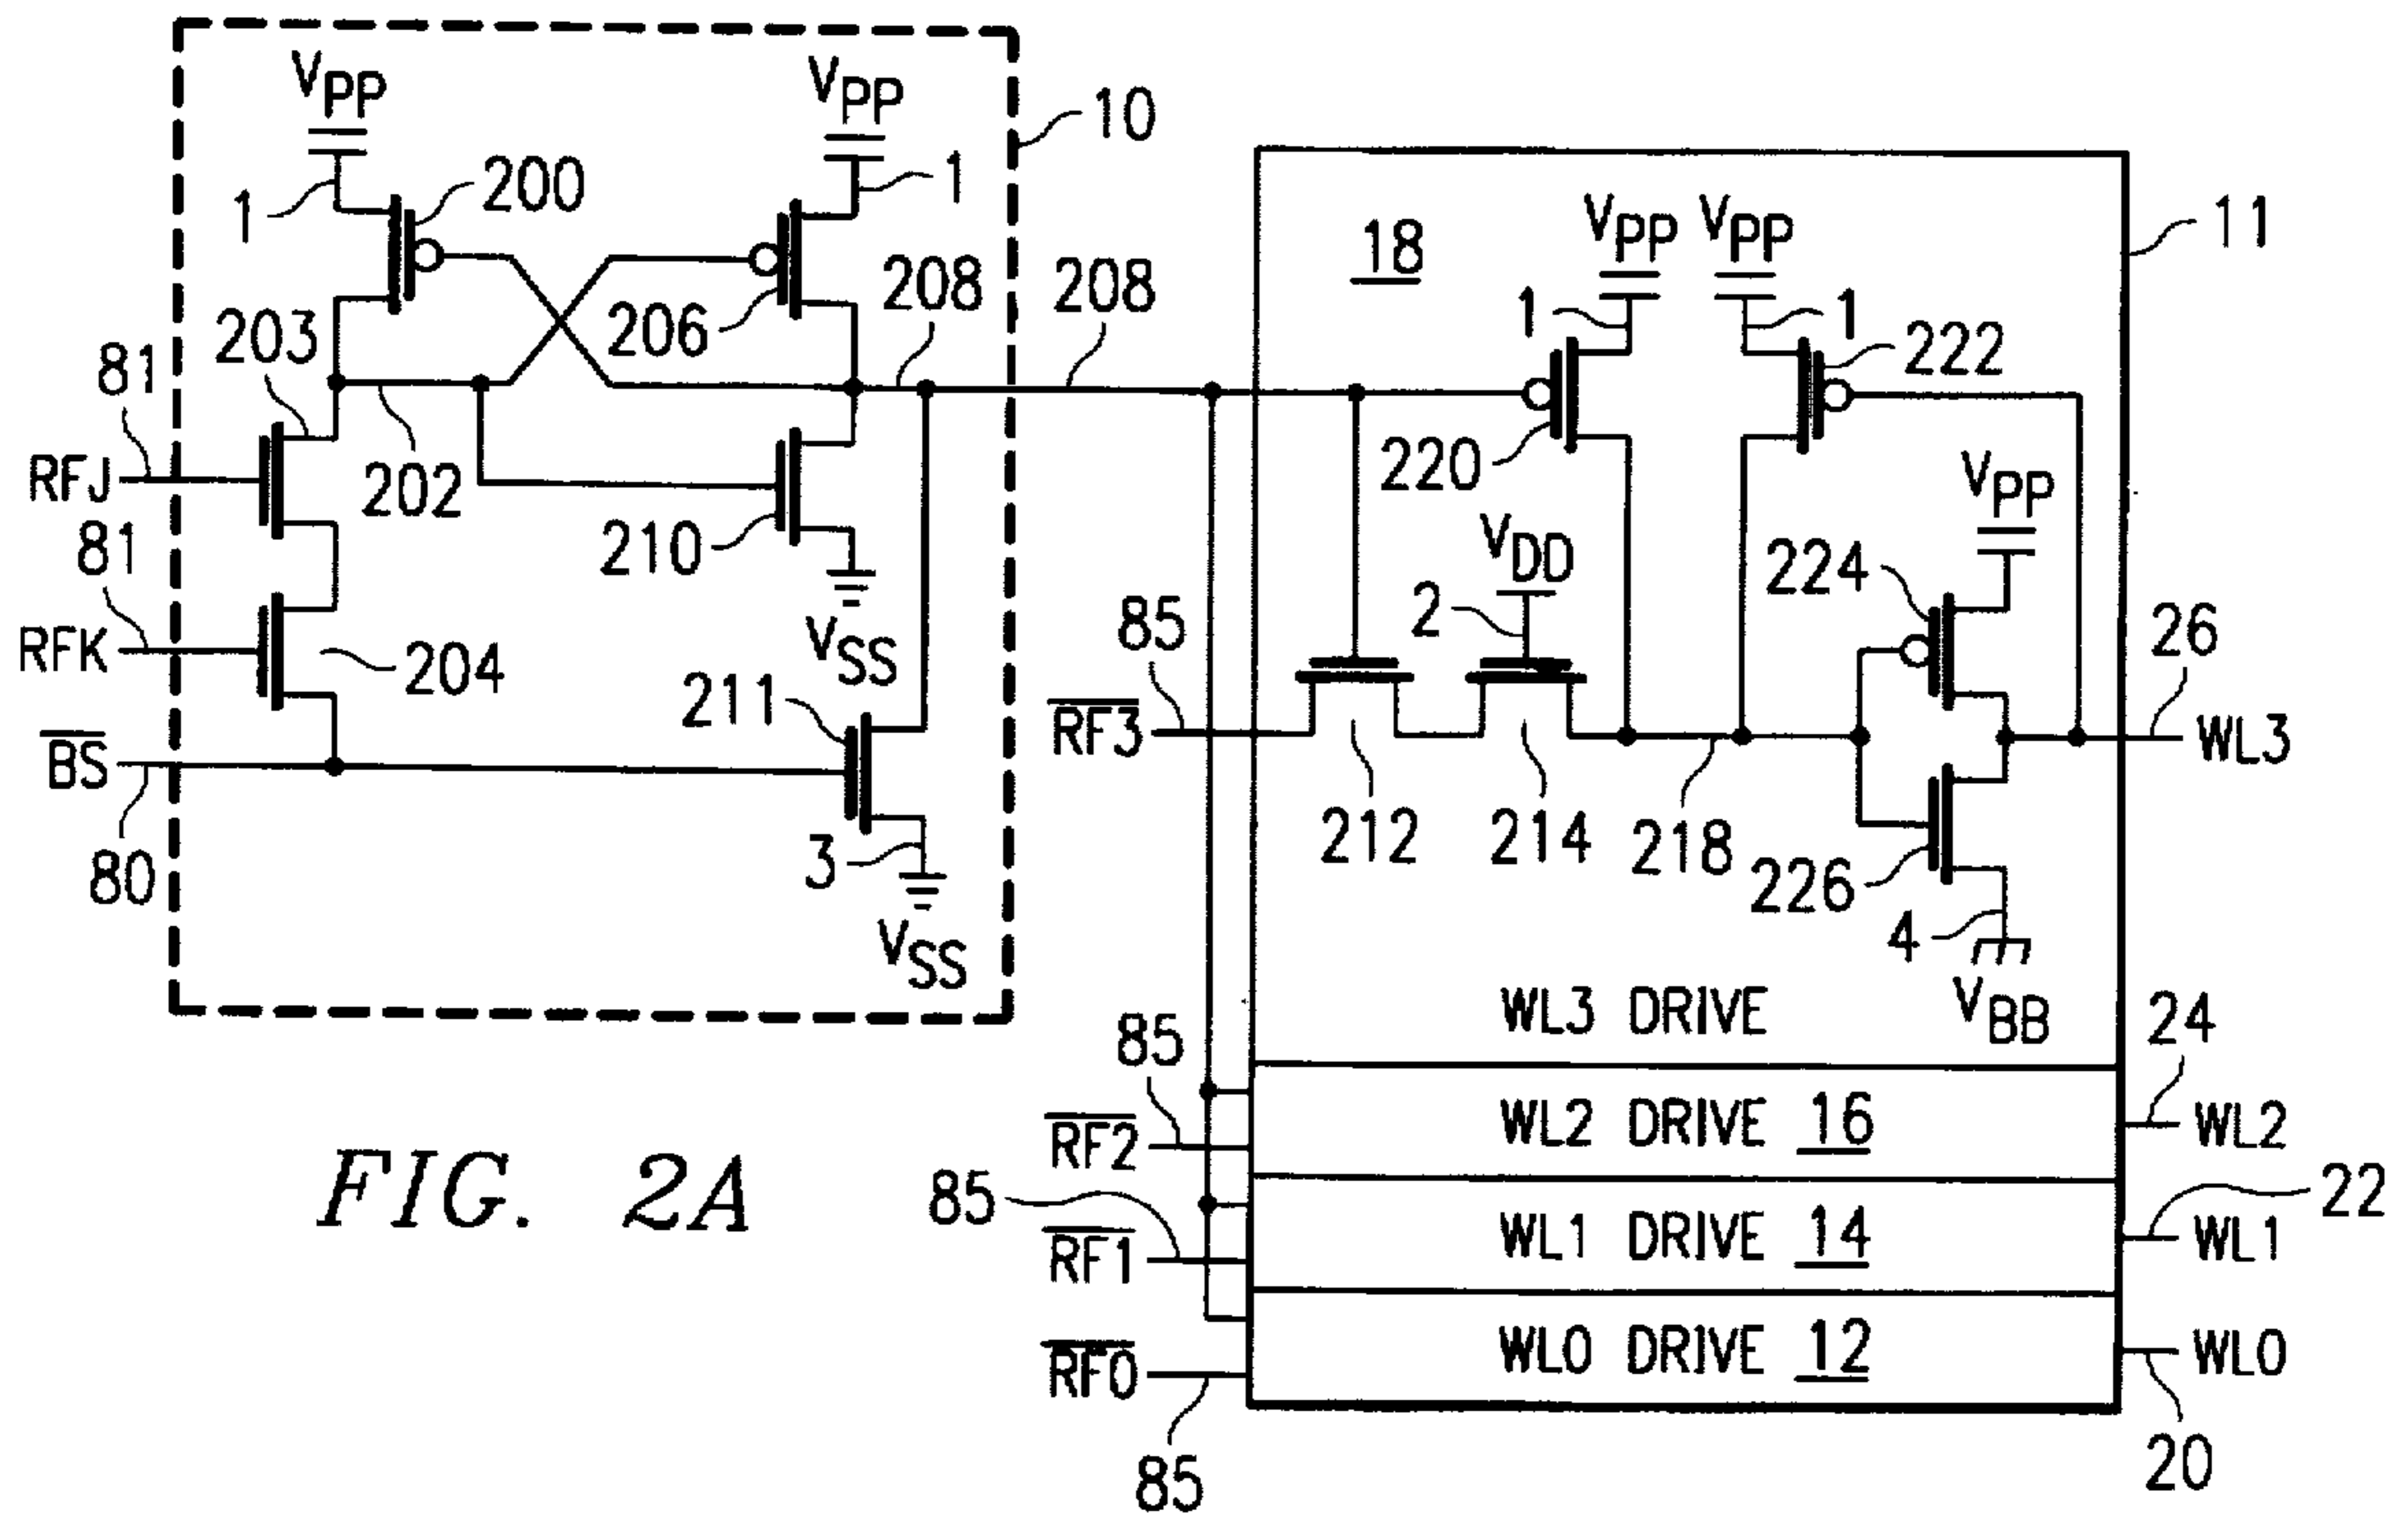 VPP
VPP
10
1
200
1
11
18
VPP
VPP
203
206
208
208
1
1
222
81
RFJ
202
220
VPP
81
210
VDD
224
RFK
204
VSS
85
2
26
211
RF3
WL3
BS
80
3
212
214
218
226
4
VSS
VBB
WL3 DRIVE
24
85
RF2
WL2 DRIVE 16
WL2
FIG. 2A
85
22
RF1
WL1 DRIVE 14
WL1
RF0
WL0 DRIVE 12
WL0
85
20